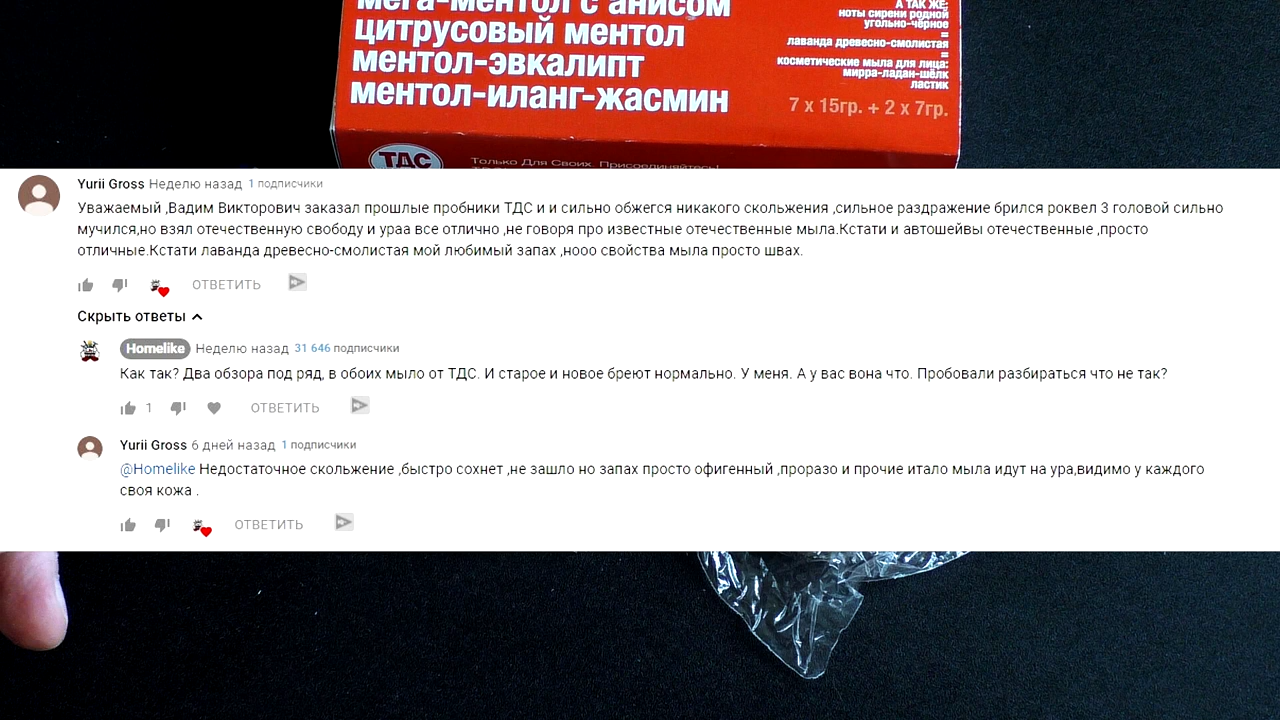 мега-ментол с анисом
цитрусовый ментол
ментол-эвкалипт
ментол-иланг-жасмин
А ТАК ЖЕ:
ноты сирени родной
угольно-чёрное
=
лаванда древесно-смолистая
=
косметические мыла для лица:
мирра-ладан-шёлк
ластик
7 x 15гр. + 2 x 7гр.
ТДС
Только Для Своих. Присоединяйтесь!
Yurii Gross Неделю назад 1 подписчики
Уважаемый ,Вадим Викторович заказал прошлые пробники ТДС и и сильно обжегся никакого скольжения ,сильное раздражение брился роквел 3 головой сильно
мучился,но взял отечественную свободу и ураа все отлично ,не говоря про известные отечественные мыла.Кстати и автошейвы отечественные ,просто
отличные.Кстати лаванда древесно-смолистая мой любимый запах ,нооо свойства мыла просто швах.
ОТВЕТИТЬ
Скрыть ответы
Homelike Неделю назад 31 646 подписчики
Как так? Два обзора под ряд, в обоих мыло от ТДС. И старое и новое бреют нормально. У меня. А у вас вона что. Пробовали разбираться что не так?
1 ОТВЕТИТЬ
Yurii Gross 6 дней назад 1 подписчики
@Homelike Недостаточное скольжение ,быстро сохнет ,не зашло но запах просто офигенный ,проразо и прочие итало мыла идут на ура,видимо у каждого
своя кожа .
ОТВЕТИТЬ